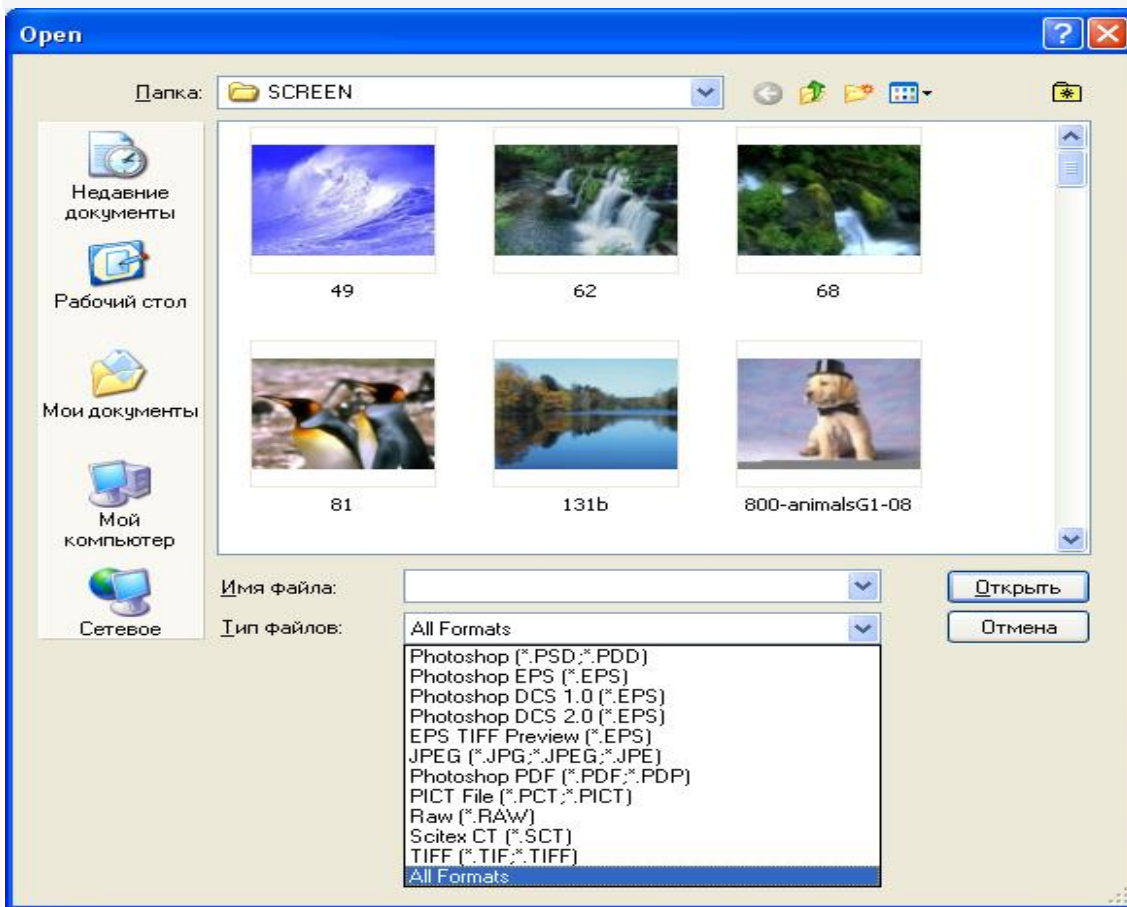 Open
Папка: SCREEN
Недавние
документы
Рабочий стол
Мои документы
Мой
компьютер
Сетевое
49 62 68
81 131b 800-animalsG1-08
Имя файла: Открыть
Тип файлов: All Formats Отмена
Photoshop (*.PSD;*.PDD)
Photoshop EPS (*.EPS)
Photoshop DCS 1.0 (*.EPS)
Photoshop DCS 2.0 (*.EPS)
EPS TIFF Preview (*.EPS)
JPEG (*.JPG;*.JPEG;*.JPE)
Photoshop PDF (*.PDF;*.PDP)
PICT File (*.PCT;*.PICT)
Raw (*.RAW)
Scitex CT (*.SCT)
TIFF (*.TIF;*.TIFF)
All Formats